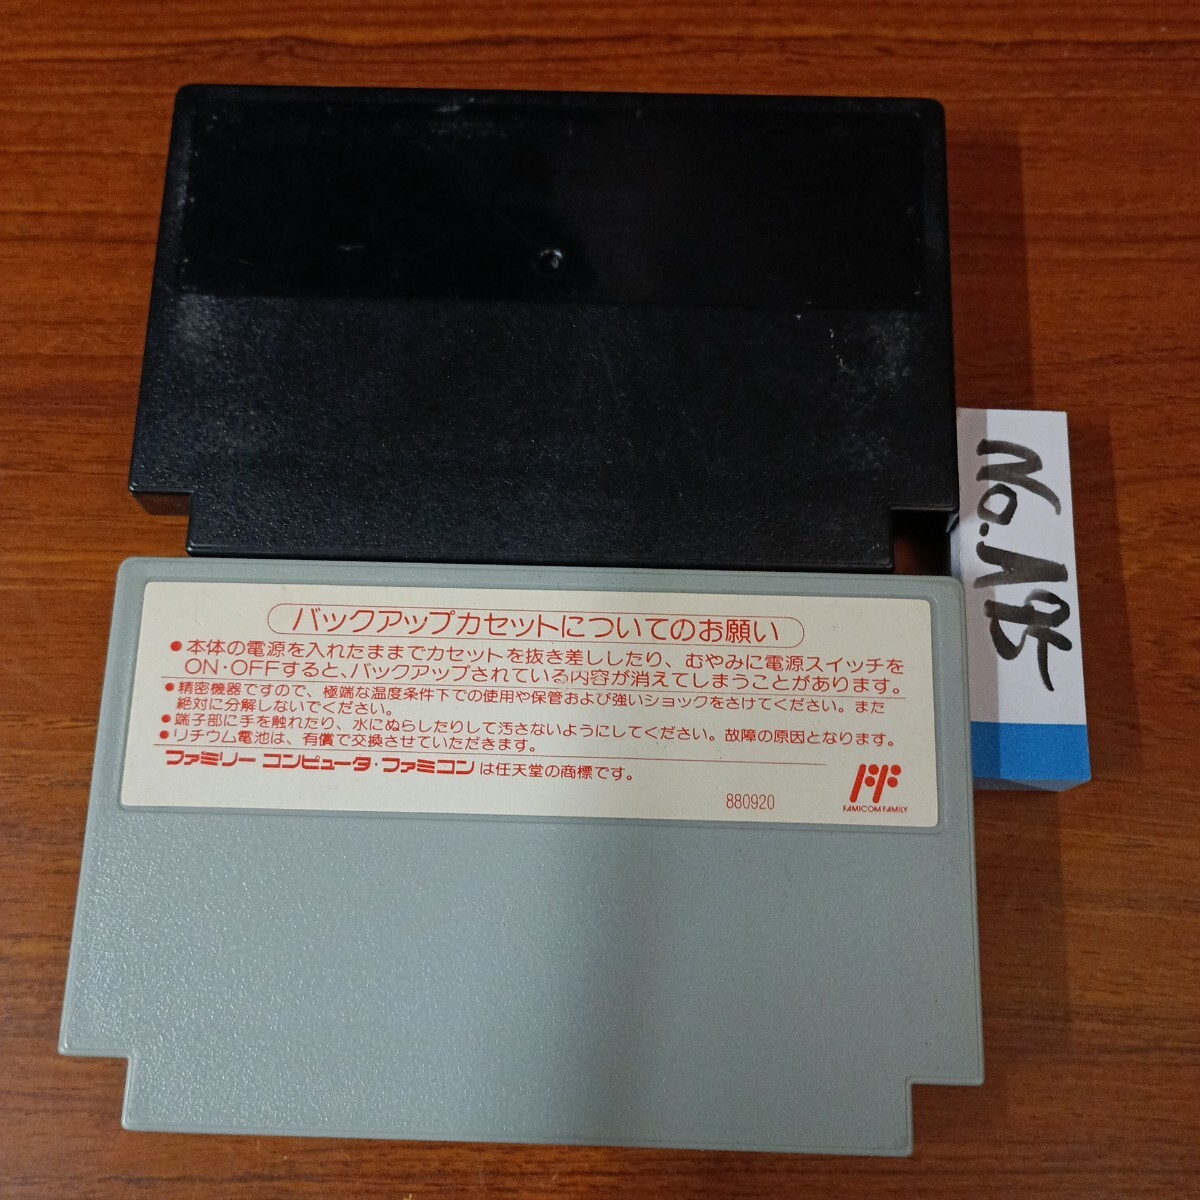 No.195
バックアップカセットについてのお願い
●本体の電源を入れたままでカセットを抜き差ししたり、むやみに電源スイッチを
ON・OFFすると、バックアップされている内容が消えてしまうことがあります。
●精密機器ですので、極端な温度条件下での使用や保管および強いショックをさけてください。また
絶対に分解しないでください。
●端子部に手を触れたり、水にぬらしたりして汚さないようにしてください。故障の原因となります。
●リチウム電池は、有償で交換させていただきます。
ファミリー コンピュータ・ファミコン は任天堂の商標です。
880920
FAMICOM FAMILY